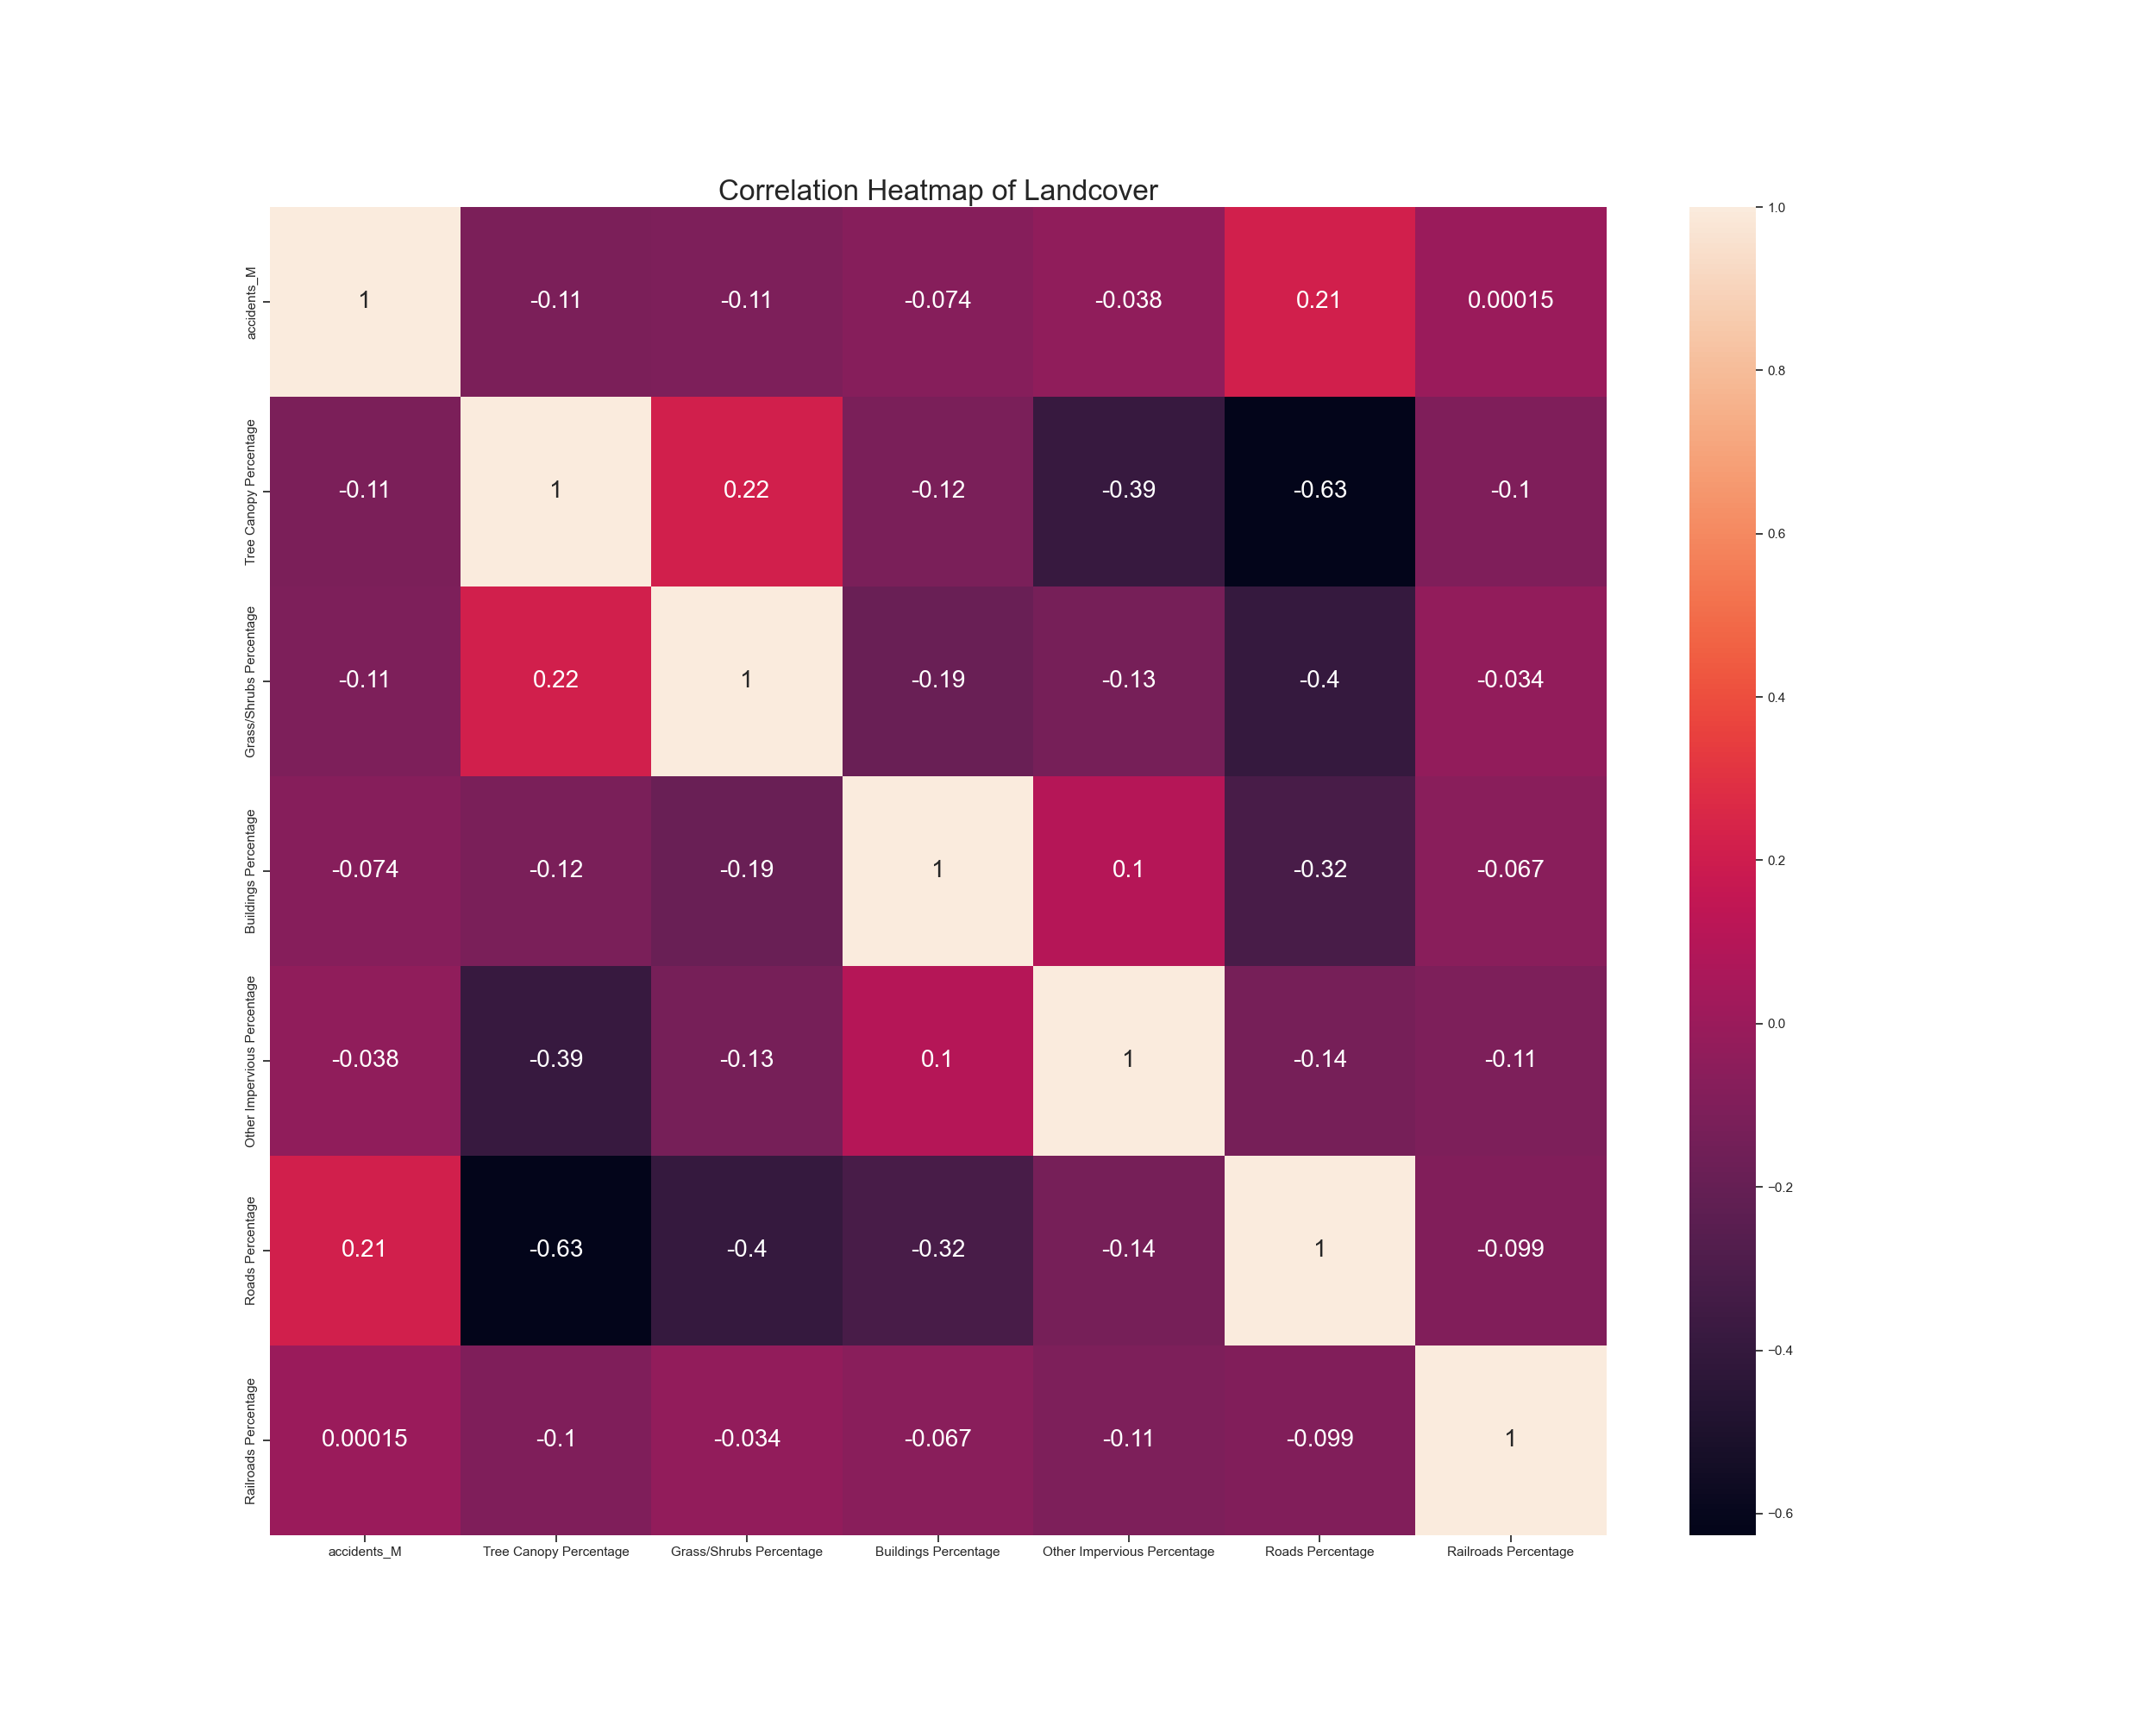 Correlation Heatmap of Landcover
accidents_M
1 -0.11 -0.11 -0.074 -0.038 0.21 0.00015
Tree Canopy Percentage
-0.11 1 0.22 -0.12 -0.39 -0.63 -0.1
Grass/Shrubs Percentage
-0.11 0.22 1 -0.19 -0.13 -0.4 -0.034
Buildings Percentage
-0.074 -0.12 -0.19 1 0.1 -0.32 -0.067
Other Impervious Percentage
-0.038 -0.39 -0.13 0.1 1 -0.14 -0.11
Roads Percentage
0.21 -0.63 -0.4 -0.32 -0.14 1 -0.099
Railroads Percentage
0.00015 -0.1 -0.034 -0.067 -0.11 -0.099 1
accidents_M Tree Canopy Percentage Grass/Shrubs Percentage Buildings Percentage Other Impervious Percentage Roads Percentage Railroads Percentage
1.0
0.8
0.6
0.4
0.2
0.0
−0.2
−0.4
−0.6